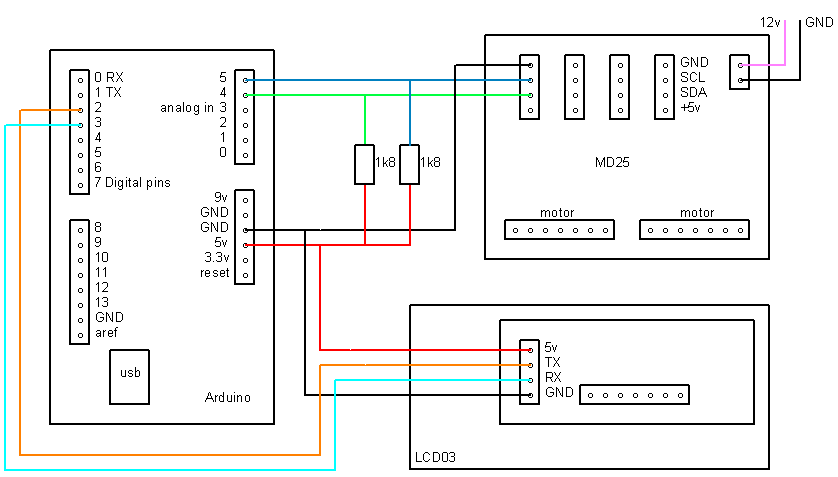 12v GND
0 RX
1 TX
2
3
4
5
6
7 Digital pins
5
4
analog in 3
2
1
0
GND
SCL
SDA
+5v
MD25
1k8
1k8
9v
GND
GND
5v
3.3v
reset
motor
motor
8
9
10
11
12
13
GND
aref
usb
Arduino
5v
TX
RX
GND
LCD03